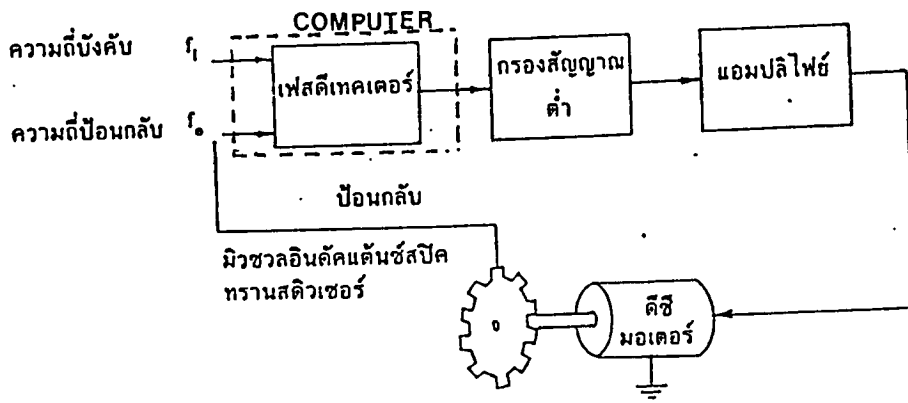 COMPUTER
ความถี่บังคับ f₁
เฟสดีเทคเตอร์
กรองสัญญาณ
ต่ำ
แอมปลิไฟย์
ความถี่ป้อนกลับ fₒ
ป้อนกลับ
มิวชวลอินดัคแต้นซ์สปิค
ทรานสดิวเซอร์
ดีซี
มอเตอร์